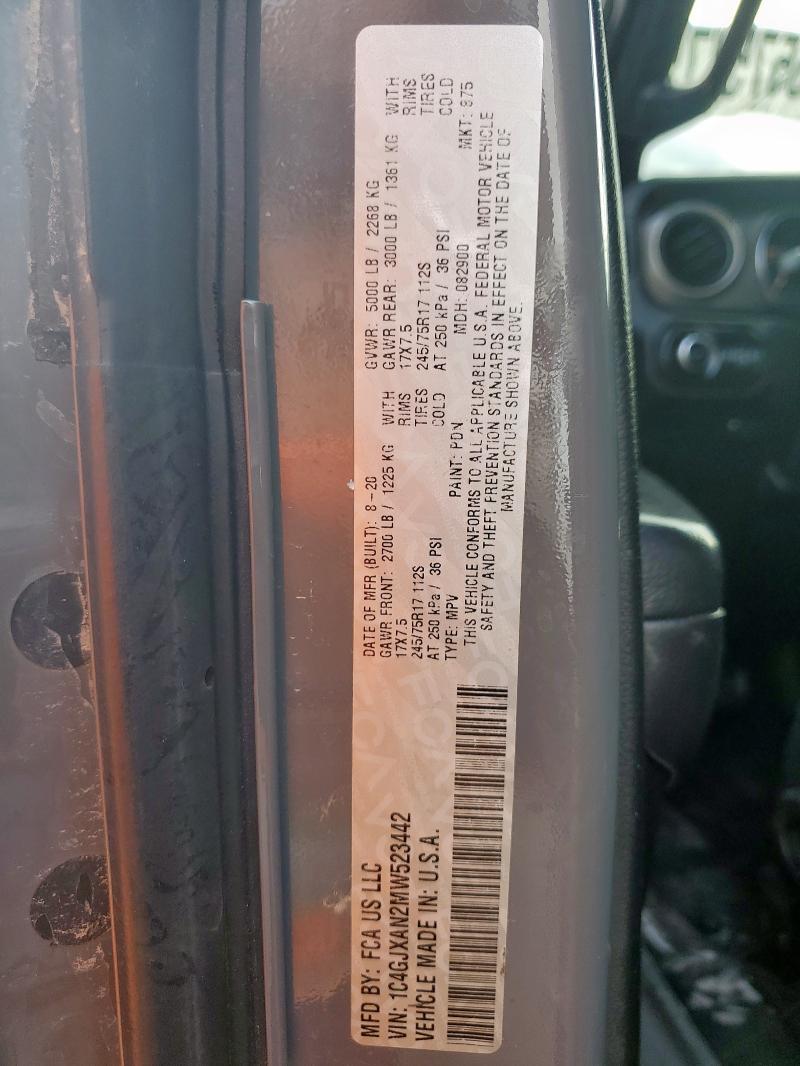 MFD BY: FCA US LLC
VIN: 1C4GJXAN2MW523442
VEHICLE MADE IN: U.S.A.
DATE OF MFR (BUILT): 8-20 GVWR: 5000 LB / 2268 KG
GAWR FRONT: 2700 LB / 1225 KG WITH GAWR REAR: 3000 LB / 1361 KG WITH
17X7.5 RIMS 17X7.5 RIMS
245/75R17 112S TIRES 245/75R17 112S TIRES
AT 250 kPa / 36 PSI COLD AT 250 kPa / 36 PSI COLD
TYPE: MPV PAINT: PDN MDH: 082900 MKT: 875
THIS VEHICLE CONFORMS TO ALL APPLICABLE U.S.A. FEDERAL MOTOR VEHICLE
SAFETY AND THEFT PREVENTION STANDARDS IN EFFECT ON THE DATE OF
MANUFACTURE SHOWN ABOVE.